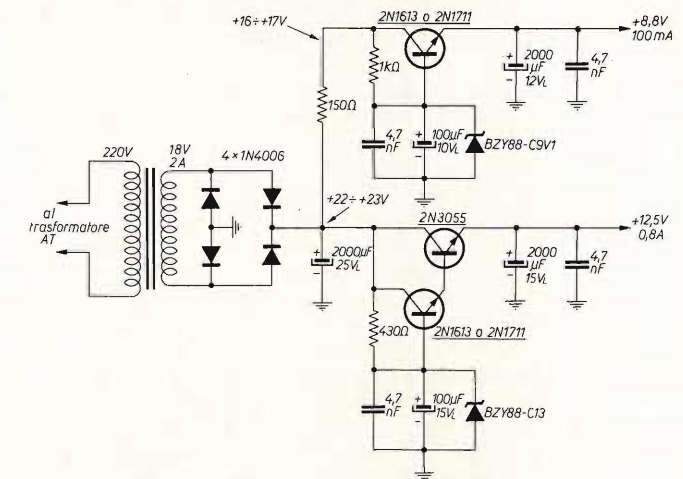 +16÷+17V
2N1613 o 2N1711
+8,8V
100mA
1kΩ
150Ω
+
2000
µF
12VL
−
4,7
nF
4,7
nF
+
100µF
10VL
−
BZY88-C9V1
220V
18V
2A
4×1N4006
al
trasformatore
AT
+22÷+23V
2N3055
+12,5V
0,8A
+
2000µF
25VL
−
+
2000
µF
15VL
−
4,7
nF
2N1613 o 2N1711
430Ω
4,7
nF
+
100µF
15VL
−
BZY88-C13